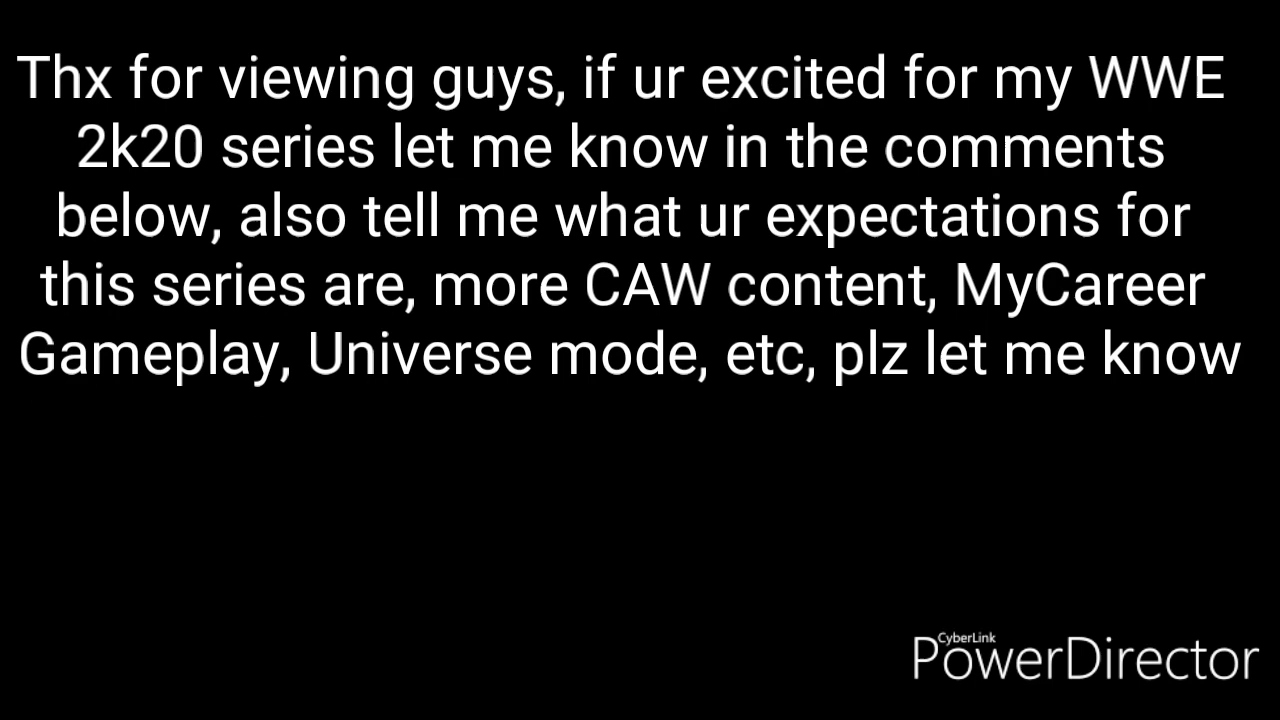 Thx for viewing guys, if ur excited for my WWE
2k20 series let me know in the comments
below, also tell me what ur expectations for
this series are, more CAW content, MyCareer
Gameplay, Universe mode, etc, plz let me know
CyberLink
PowerDirector